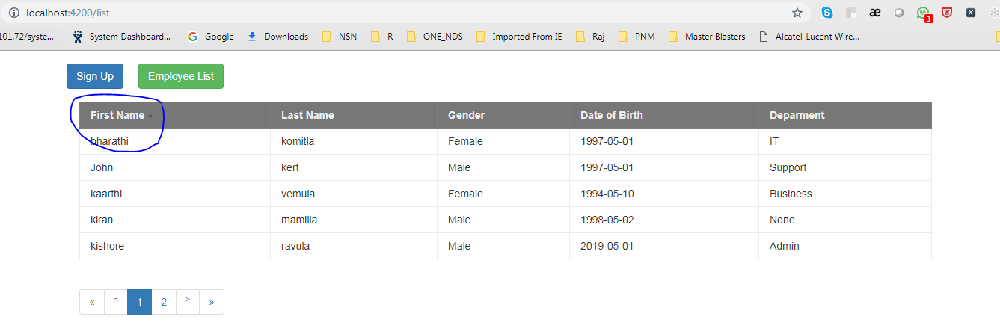 localhost:4200/list
3
101.72/syste... System Dashboard... Google Downloads NSN R ONE_NDS Imported From IE Raj PNM Master Blasters Alcatel-Lucent Wire...
Sign Up Employee List
First Name Last Name Gender Date of Birth Deparment
bharathi komitla Female 1997-05-01 IT
John kert Male 1997-05-01 Support
kaarthi vemula Female 1994-05-10 Business
kiran mamilla Male 1998-05-02 None
kishore ravula Male 2019-05-01 Admin
« < 1 2 > »